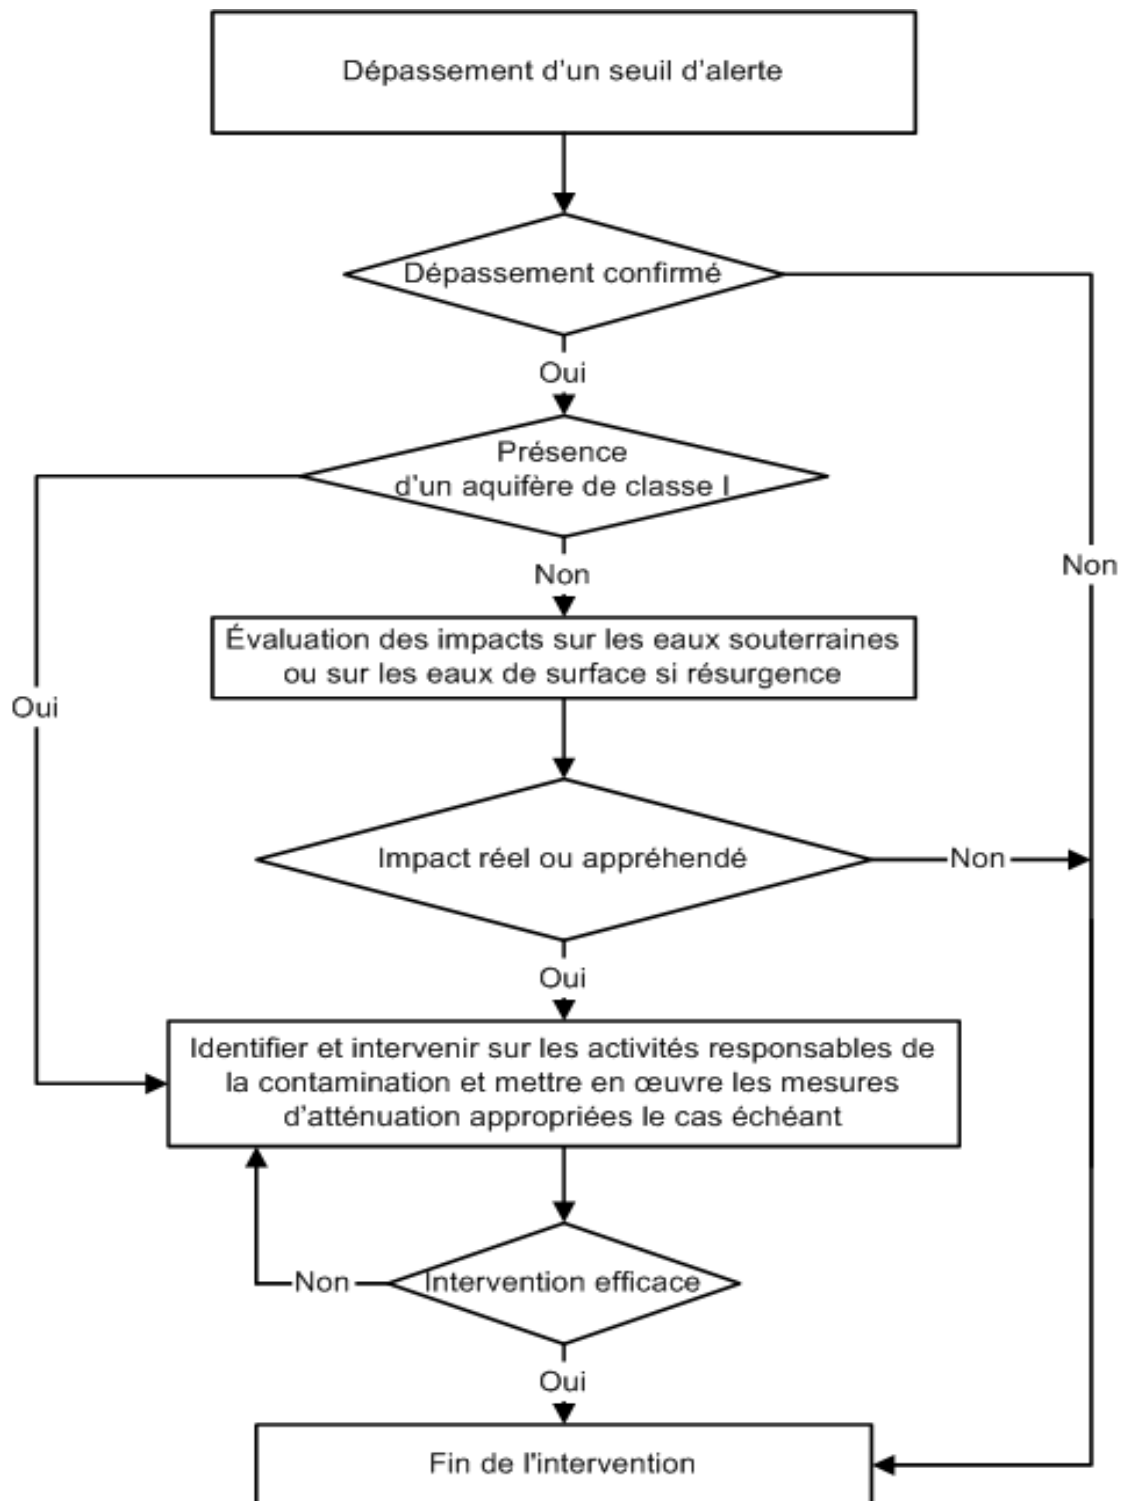 Dépassement d'un seuil d'alerte
Dépassement confirmé
Oui
Présence
d'un aquifère de classe I
Non
Non
Évaluation des impacts sur les eaux souterraines
ou sur les eaux de surface si résurgence
Oui
Impact réel ou appréhendé
Non
Oui
Identifier et intervenir sur les activités responsables de
la contamination et mettre en œuvre les mesures
d'atténuation appropriées le cas échéant
Non
Intervention efficace
Oui
Fin de l'intervention